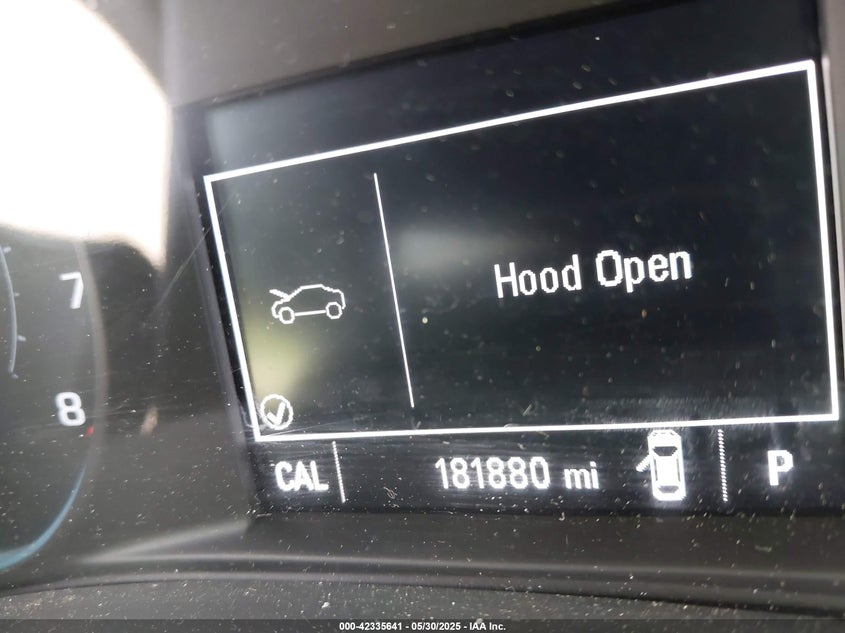 7
8
Hood Open
CAL 181880 mi P
000-42335641 - 05/30/2025 - IAA Inc.